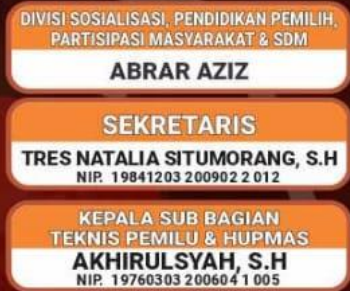 DIVISI SOSIALISASI, PENDIDIKAN PEMILIH,
PARTISIPASI MASYARAKAT & SDM
ABRAR AZIZ
SEKRETARIS
TRES NATALIA SITUMORANG, S.H
NIP. 19841203 200902 2 012
KEPALA SUB BAGIAN
TEKNIS PEMILU & HUPMAS
AKHIRULSYAH, S.H
NIP. 19760303 200604 1 005